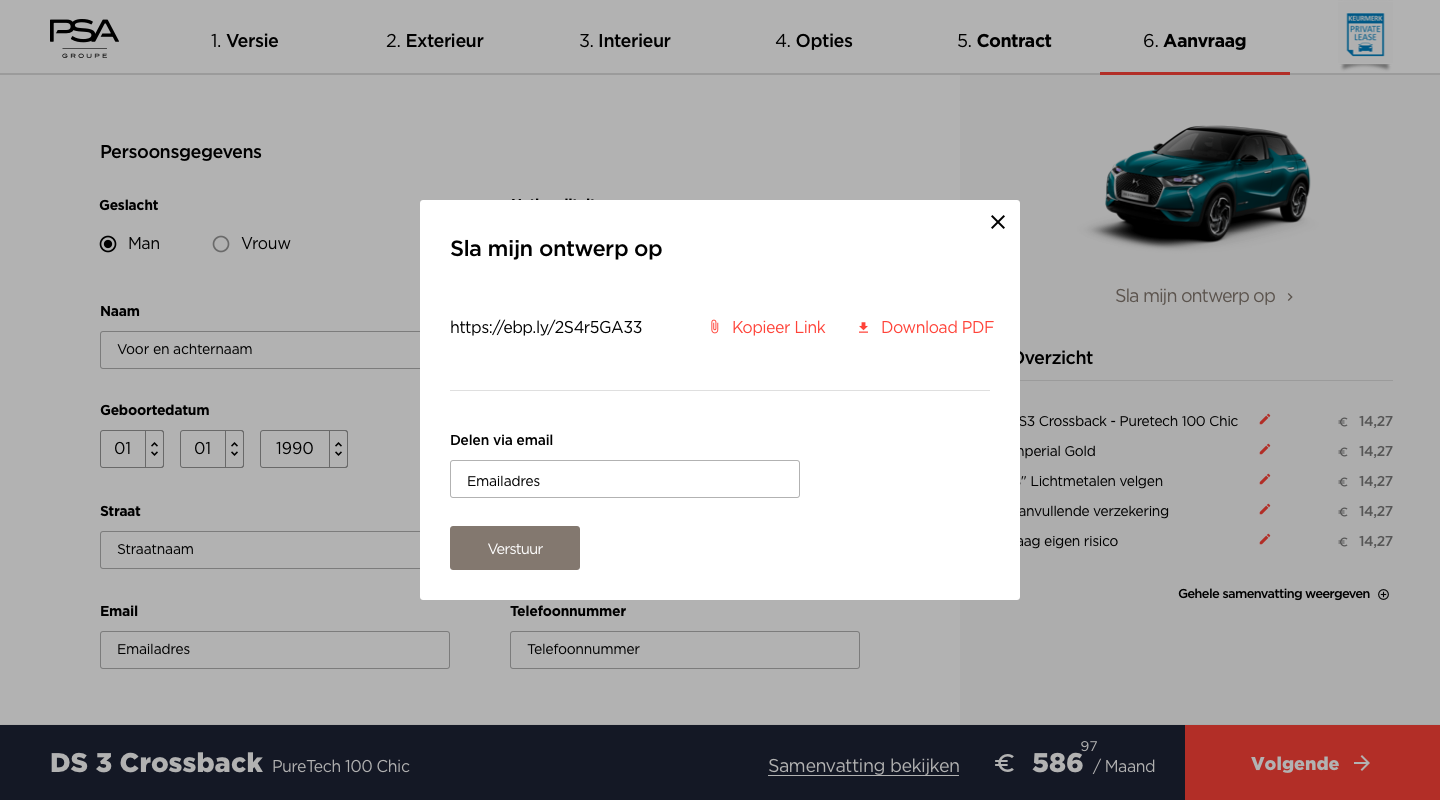 PSA
GROUPE
1. Versie
2. Exterieur
3. Interieur
4. Opties
5. Contract
6. Aanvraag
KEURMERK
PRIVATE
LEASE
Persoonsgegevens
Geslacht
Man
Vrouw
Naam
Voor en achternaam
Geboortedatum
01
01
1990
Straat
Straatnaam
Email
Emailadres
Telefoonnummer
Telefoonnummer
Sla mijn ontwerp op
https://ebp.ly/2S4r5GA33
Kopieer Link
Download PDF
Delen via email
Emailadres
Verstuur
Sla mijn ontwerp op
Overzicht
S3 Crossback - Puretech 100 Chic € 14,27
mperial Gold € 14,27
" Lichtmetalen velgen € 14,27
anvullende verzekering € 14,27
aag eigen risico € 14,27
Gehele samenvatting weergeven
DS 3 Crossback PureTech 100 Chic
Samenvatting bekijken
€ 586 97 / Maand
Volgende